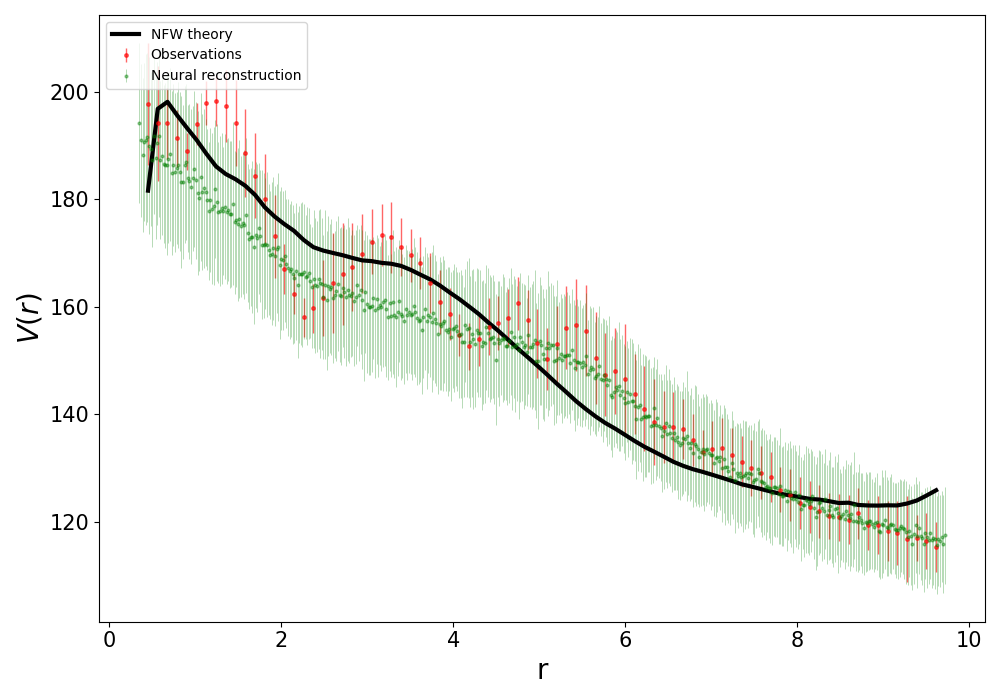 NFW theory
Observations
Neural reconstruction
200
180
160
140
120
V(r)
0 2 4 6 8 10
r